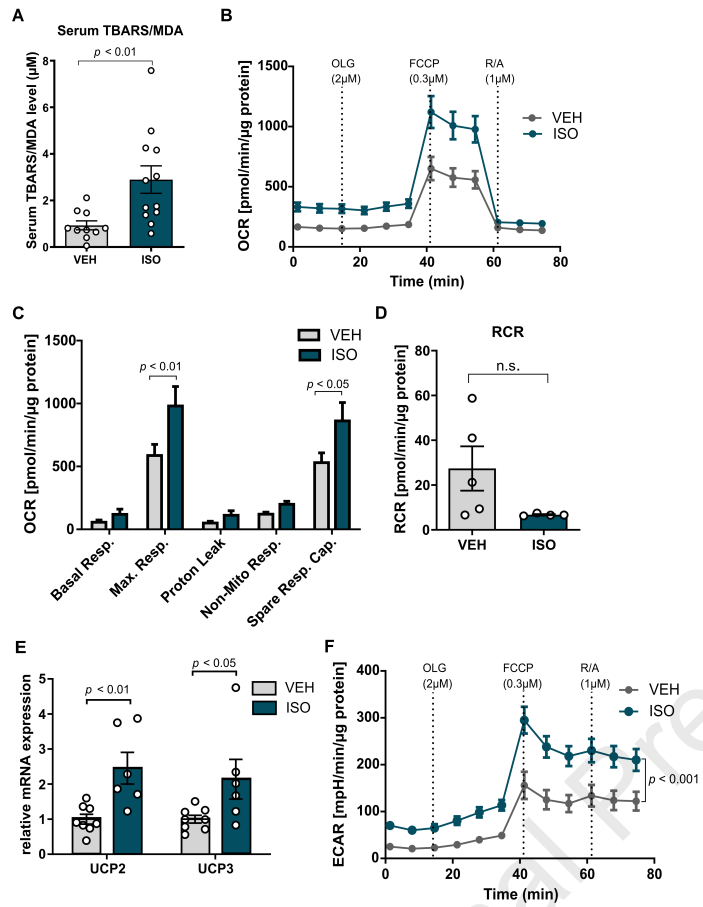 A
Serum TBARS/MDA
p < 0.01
Serum TBARS/MDA level (µM)
8
6
4
2
0
VEH
ISO
B
OCR [pmol/min/µg protein]
1500
1000
500
0
OLG
(2µM)
FCCP
(0.3µM)
R/A
(1µM)
VEH
ISO
0
20
40
60
80
Time (min)
C
OCR [pmol/min/µg protein]
1500
1000
500
0
VEH
ISO
p < 0.01
p < 0.05
Basal Resp.
Max. Resp.
Proton Leak
Non-Mito Resp.
Spare Resp. Cap.
D
RCR
n.s.
RCR [pmol/min/µg protein]
80
60
40
20
0
VEH
ISO
E
relative mRNA expression
5
4
3
2
1
0
p < 0.01
p < 0.05
VEH
ISO
UCP2
UCP3
F
ECAR [mpH/min/µg protein]
400
300
200
100
0
OLG
(2µM)
FCCP
(0.3µM)
R/A
(1µM)
VEH
ISO
p < 0.001
0
20
40
60
80
Time (min)